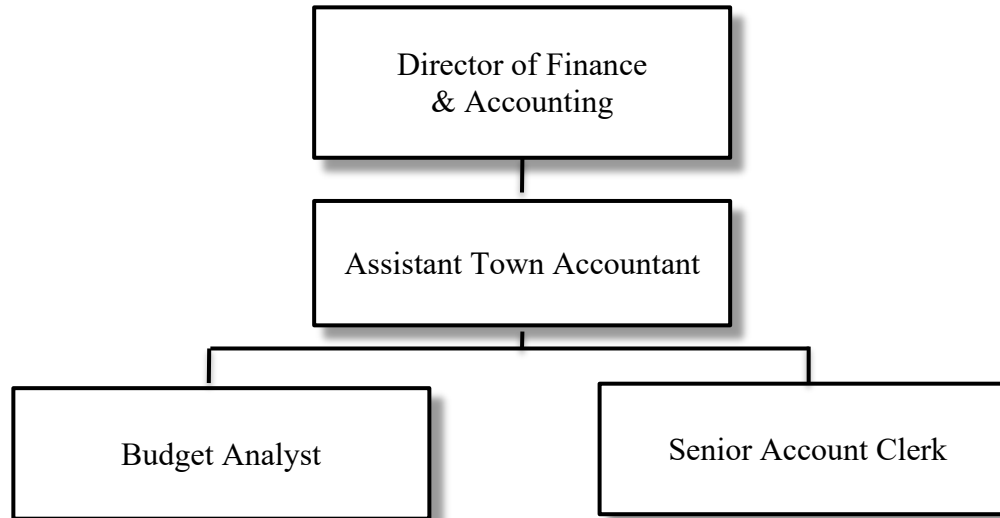 Director of Finance
& Accounting
Assistant Town Accountant
Budget Analyst
Senior Account Clerk